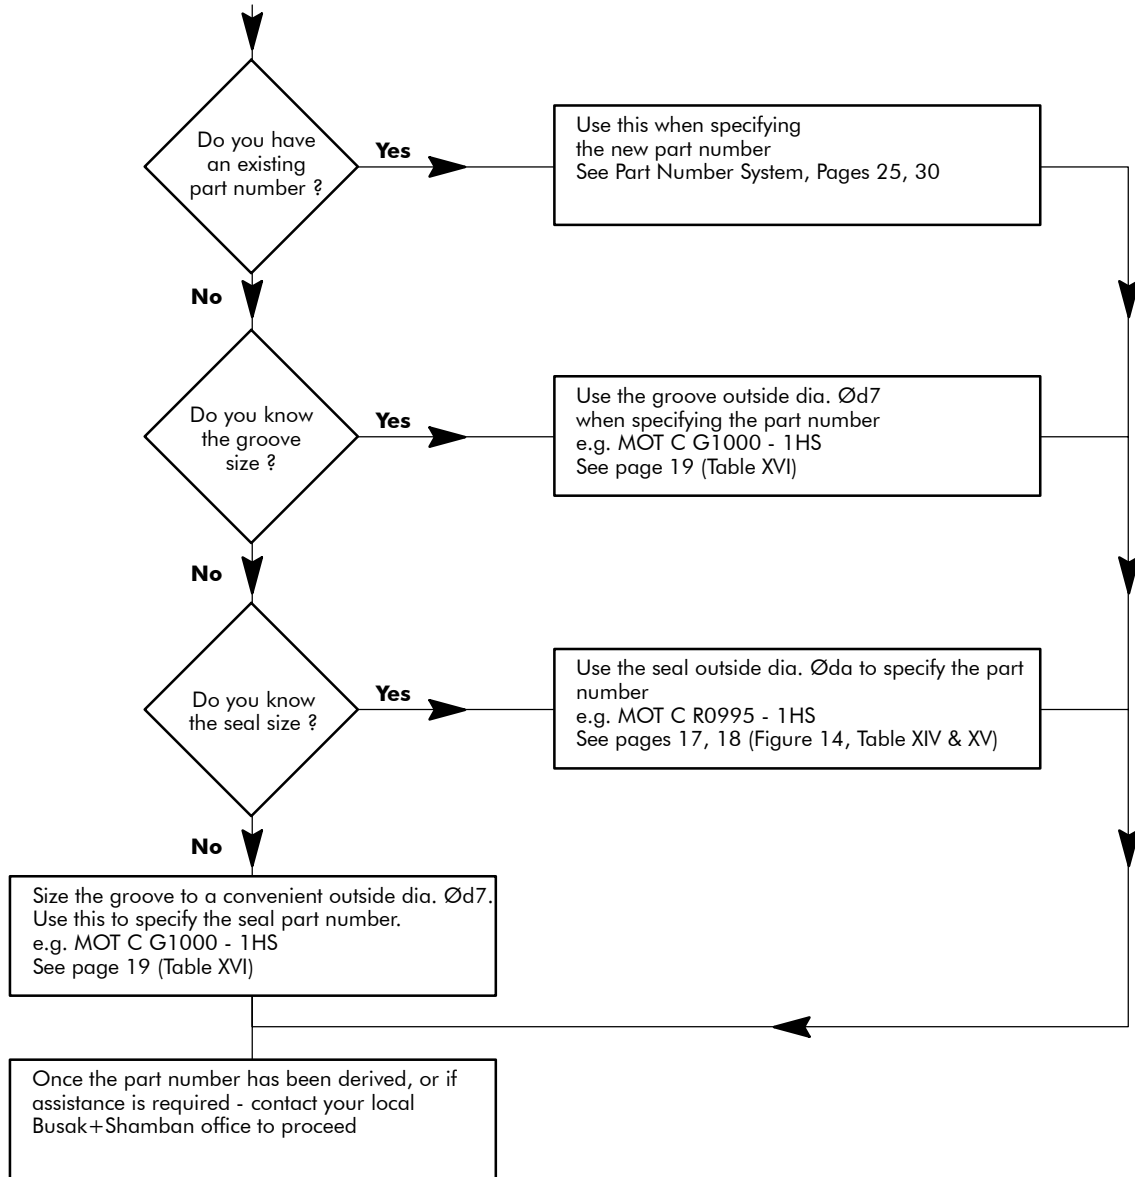 Do you have
an existing
part number ?
Yes
Use this when specifying
the new part number
See Part Number System, Pages 25, 30
No
Do you know
the groove
size ?
Yes
Use the groove outside dia. Ød7
when specifying the part number
e.g. MOT C G1000 - 1HS
See page 19 (Table XVI)
No
Do you know
the seal size ?
Yes
Use the seal outside dia. Øda to specify the part
number
e.g. MOT C R0995 - 1HS
See pages 17, 18 (Figure 14, Table XIV & XV)
No
Size the groove to a convenient outside dia. Ød7.
Use this to specify the seal part number.
e.g. MOT C G1000 - 1HS
See page 19 (Table XVI)
Once the part number has been derived, or if
assistance is required - contact your local
Busak+Shamban office to proceed